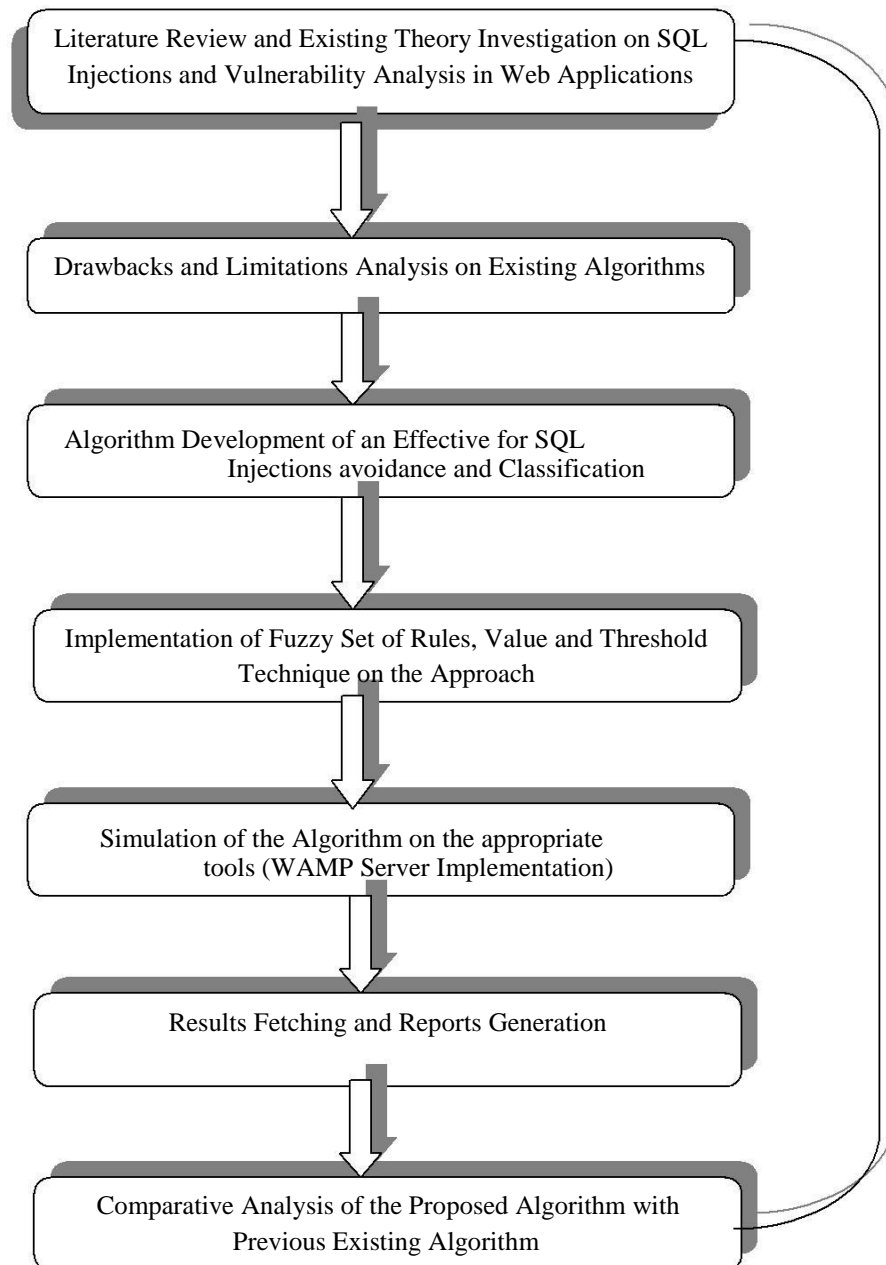 Literature Review and Existing Theory Investigation on SQL
Injections and Vulnerability Analysis in Web Applications
Drawbacks and Limitations Analysis on Existing Algorithms
Algorithm Development of an Effective for SQL
Injections avoidance and Classification
Implementation of Fuzzy Set of Rules, Value and Threshold
Technique on the Approach
Simulation of the Algorithm on the appropriate
tools (WAMP Server Implementation)
Results Fetching and Reports Generation
Comparative Analysis of the Proposed Algorithm with
Previous Existing Algorithm